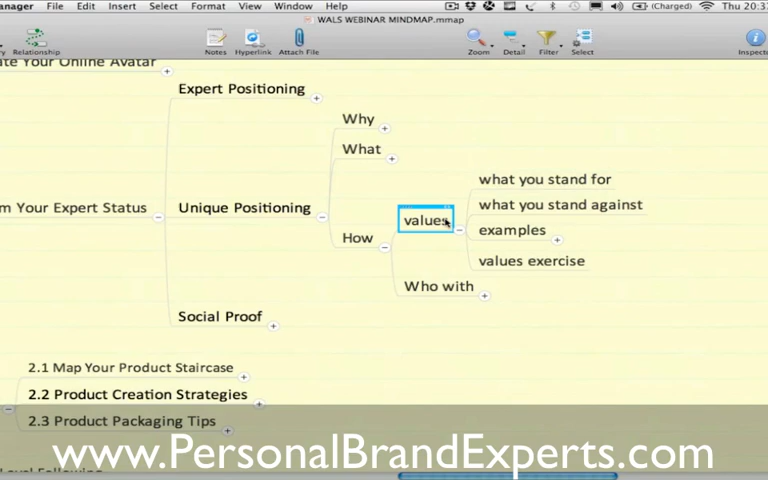 anager File Edit Insert Select Format View Window Help (Charged) Thu 20:3
WALS WEBINAR MINDMAP.mmap
y Relationship Notes Hyperlink Attach File Zoom Detail Filter Select Inspecto
ate Your Online Avatar
Expert Positioning
Why
What
what you stand for
what you stand against
m Your Expert Status
Unique Positioning
values
examples
How
values exercise
Who with
Social Proof
2.1 Map Your Product Staircase
2.2 Product Creation Strategies
2.3 Product Packaging Tips
www.PersonalBrandExperts.com